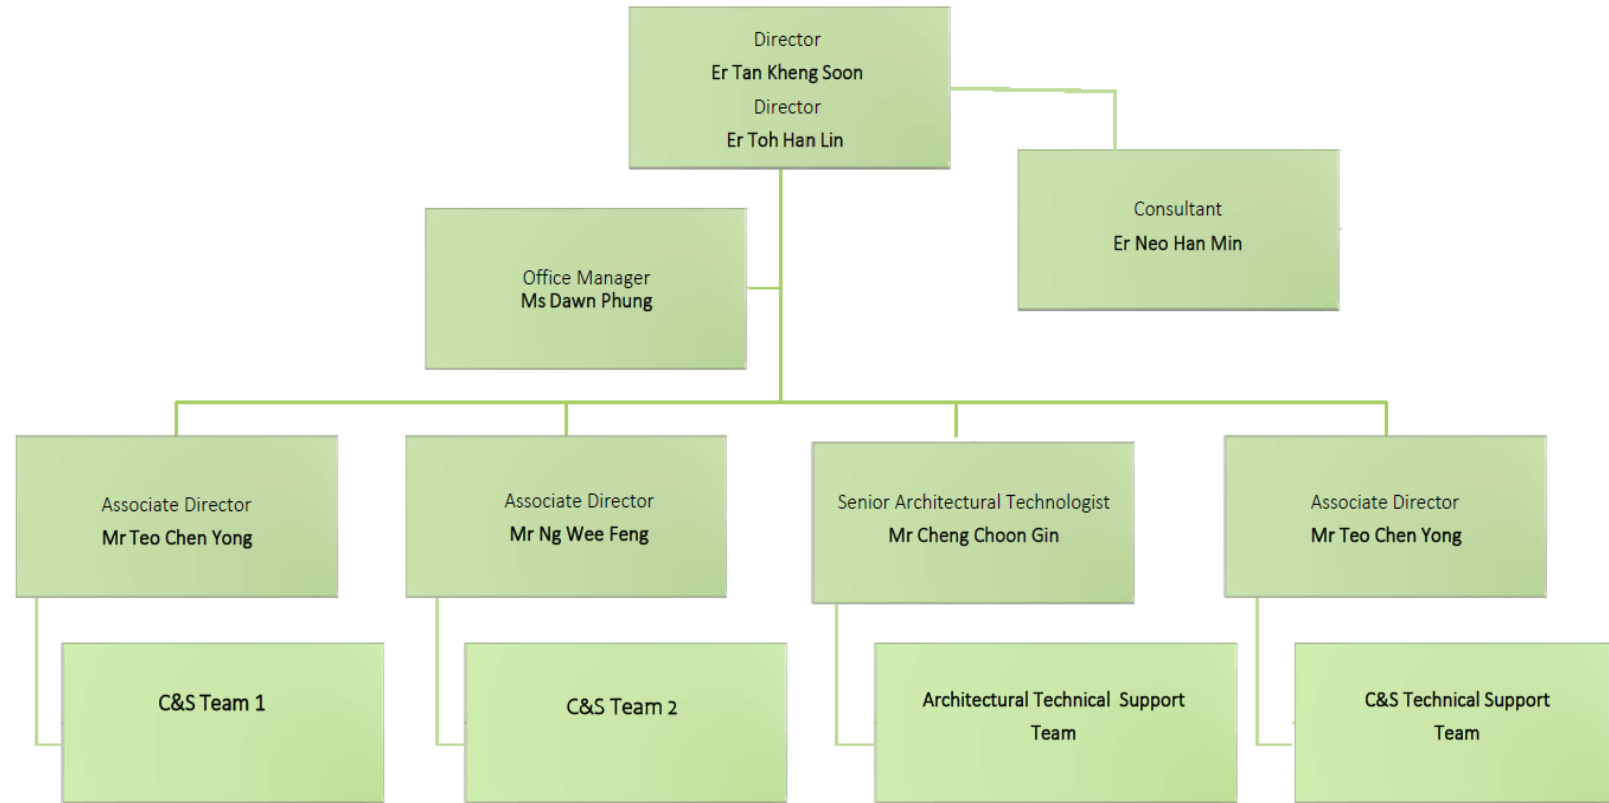 Director
Er Tan Kheng Soon
Director
Er Toh Han Lin
Consultant
Er Neo Han Min
Office Manager
Ms Dawn Phung
Associate Director
Mr Teo Chen Yong
Associate Director
Mr Ng Wee Feng
Senior Architectural Technologist
Mr Cheng Choon Gin
Associate Director
Mr Teo Chen Yong
C&S Team 1
C&S Team 2
Architectural Technical Support
Team
C&S Technical Support
Team